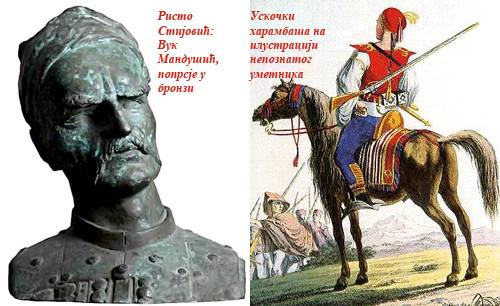 Ристо
Стијовић:
Вук
Мандушић,
попрсје у
бронзи
Ускочки
харамбаша на
илустрацији
непознатог
уметника